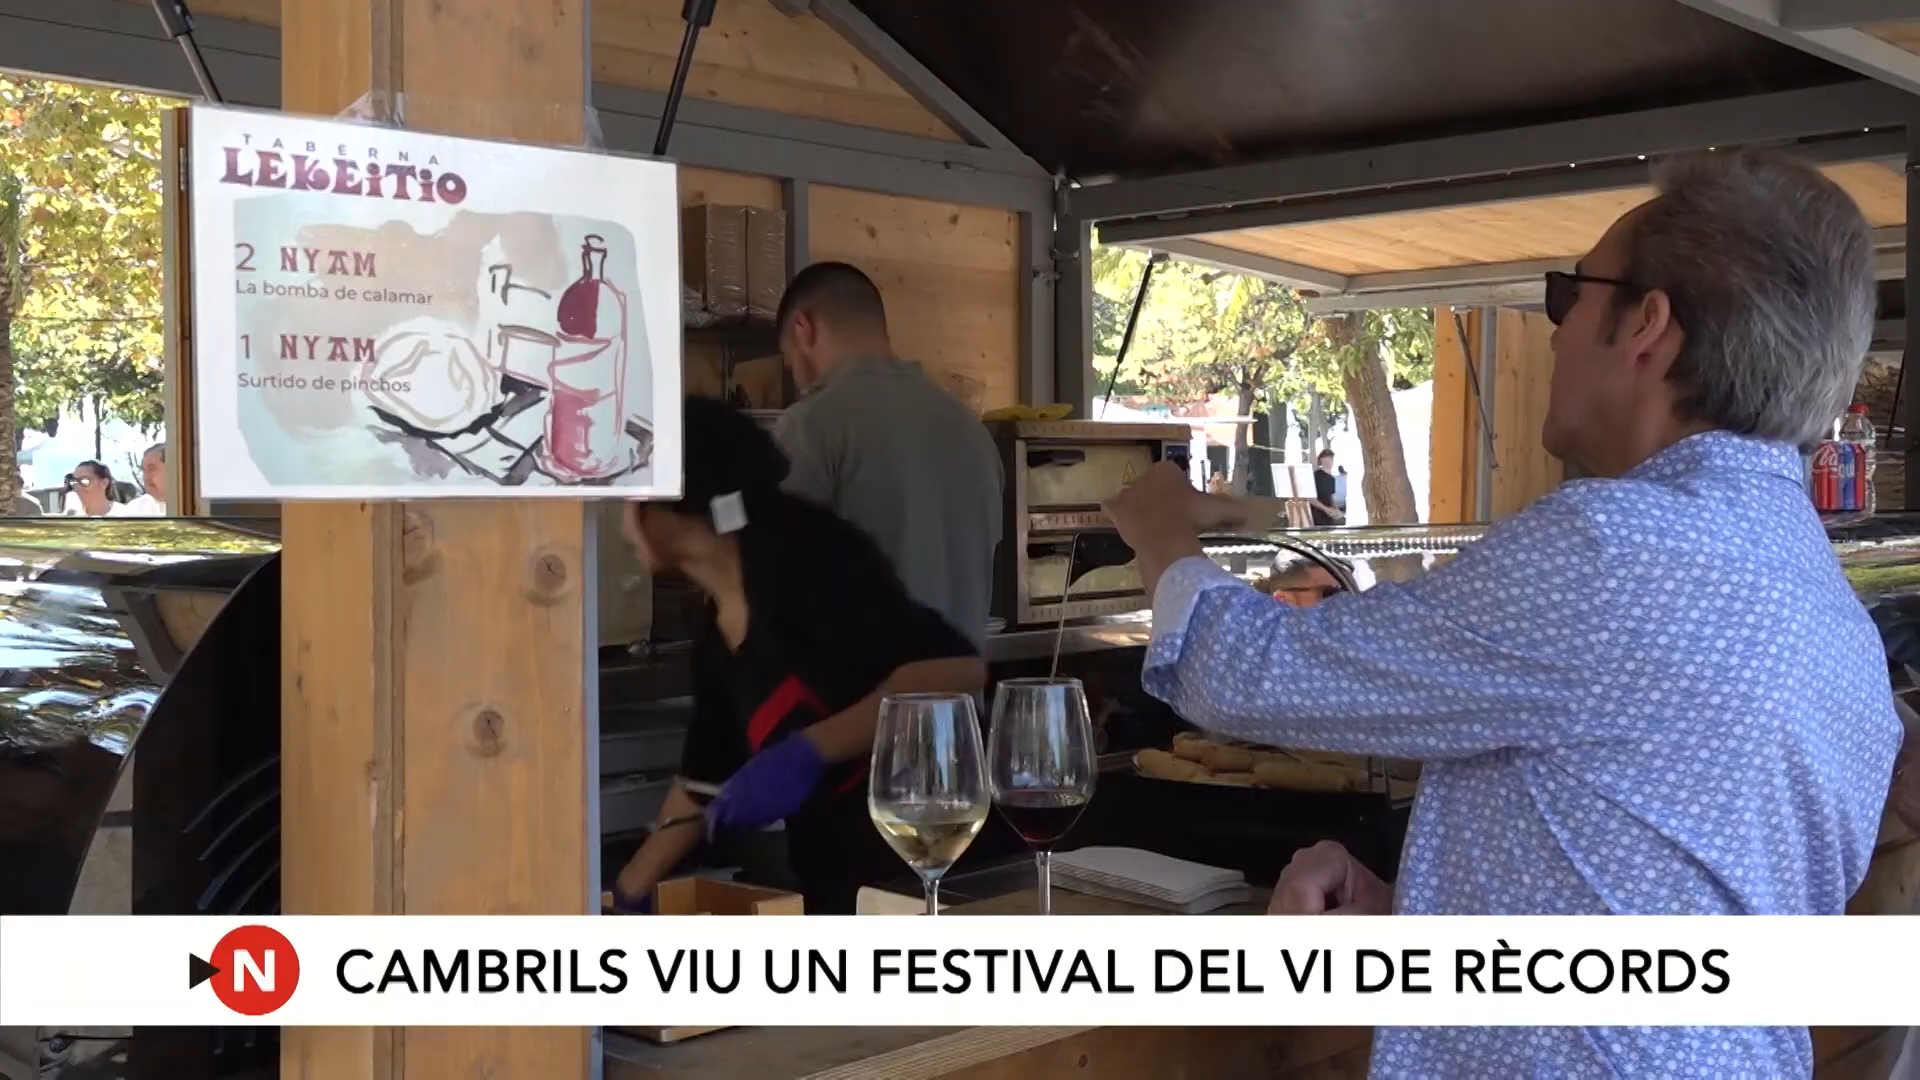 TABERNA
LEKEITIO
2 NYAM
La bomba de calamar
1 NYAM
Surtido de pinchos
N CAMBRILS VIU UN FESTIVAL DEL VI DE RÈCORDS